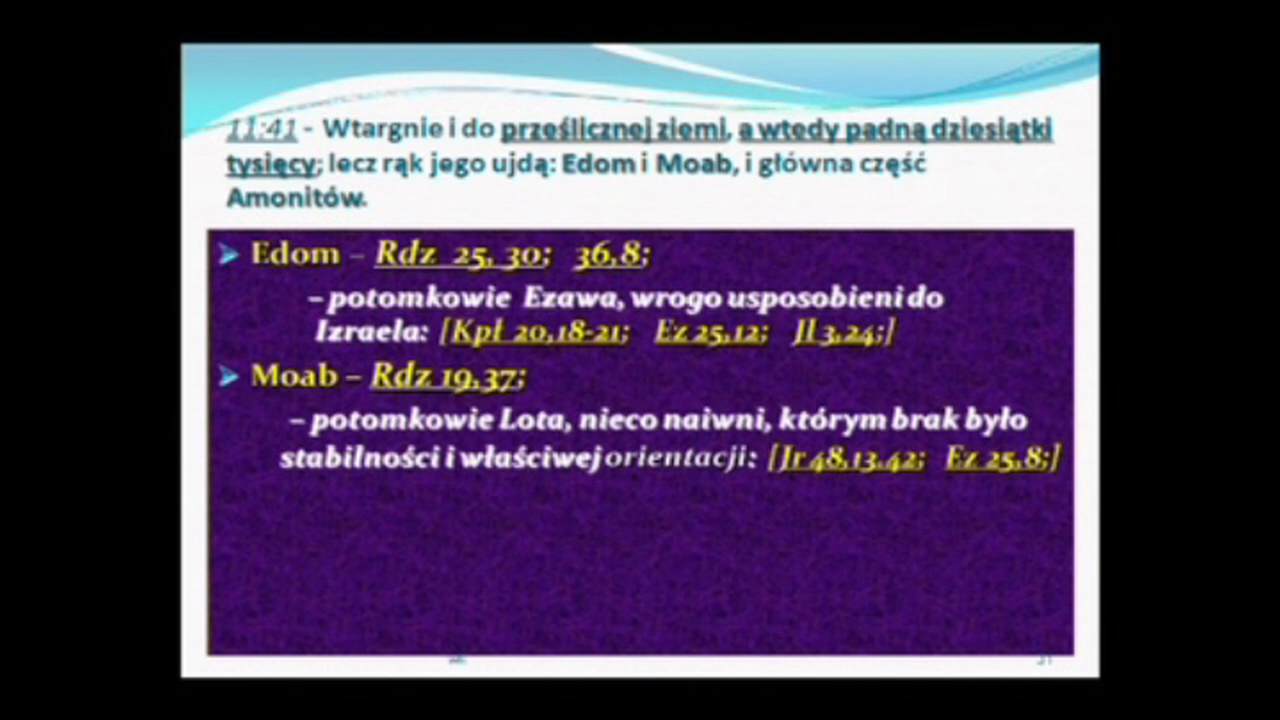 11:41 - Wtargnie i do prześlicznej ziemi, a wtedy padną dziesiątki
tysięcy; lecz rąk jego ujdą: Edom i Moab, i główna część
Amonitów.
Edom – Rdz 25, 30; 36,8;
– potomkowie Ezawa, wrogo usposobieni do
Izraela: [Kpł 20,18-21; Ez 25,12; Jl 3,24;]
Moab – Rdz 19,37;
– potomkowie Lota, nieco naiwni, którym brak było
stabilności i właściwej orientacji: [Jr 48,13.42; Ez 25,8;]